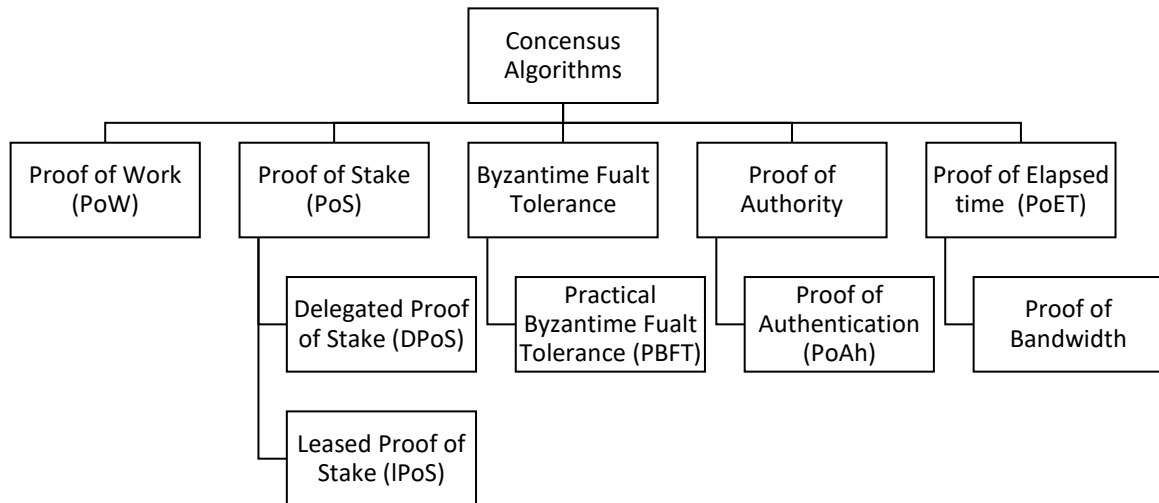 Concensus
Algorithms
Proof of Work
(PoW)
Proof of Stake
(PoS)
Byzantime Fualt
Tolerance
Proof of
Authority
Proof of Elapsed
time (PoET)
Delegated Proof
of Stake (DPoS)
Practical
Byzantime Fualt
Tolerance (PBFT)
Proof of
Authentication
(PoAh)
Proof of
Bandwidth
Leased Proof of
Stake (lPoS)